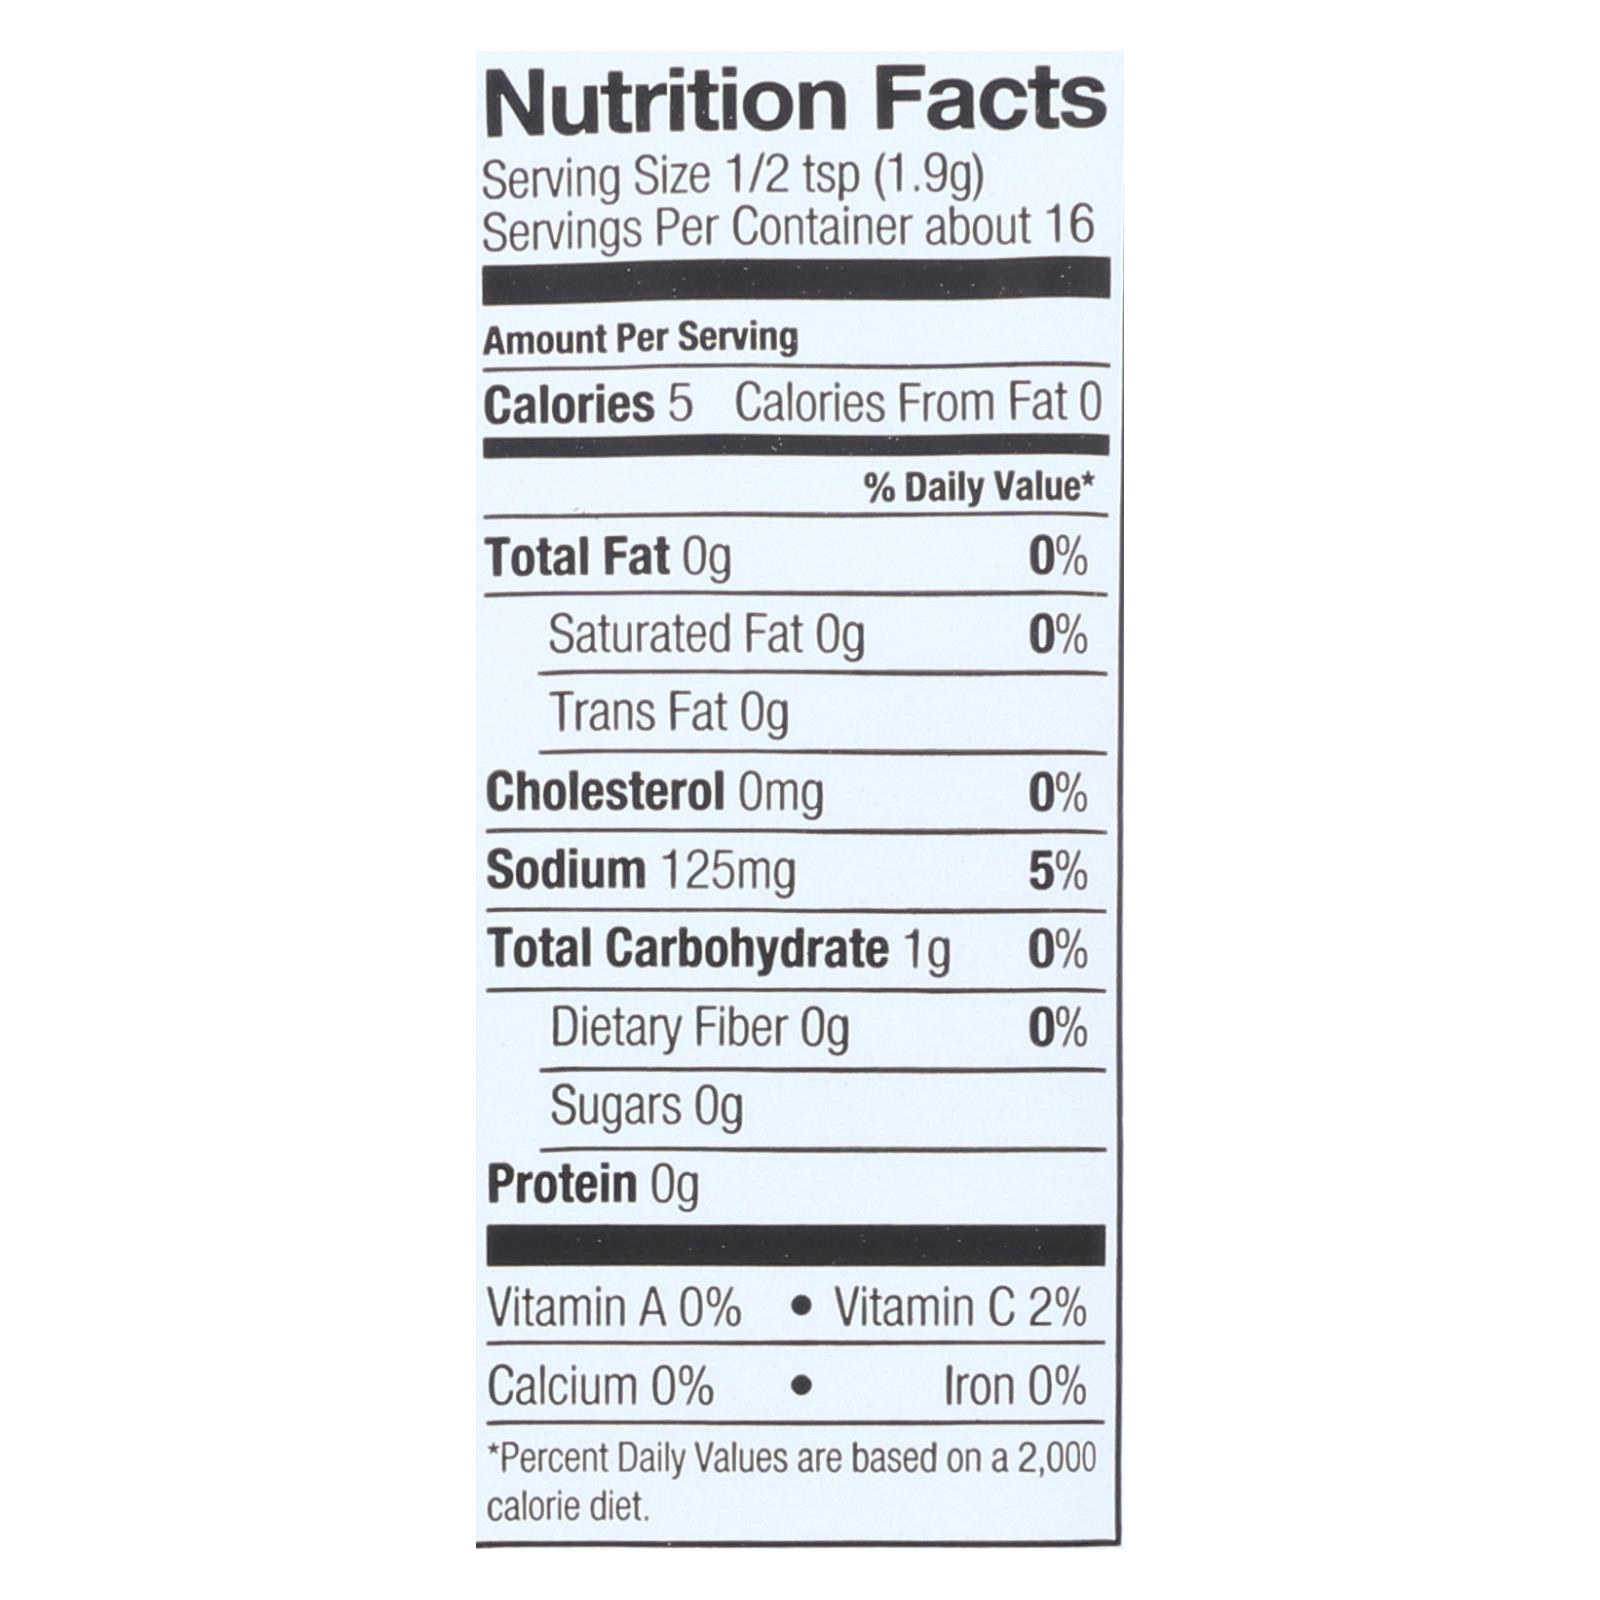 Nutrition Facts
Serving Size 1/2 tsp (1.9g)
Servings Per Container about 16
Amount Per Serving
Calories 5 Calories From Fat 0
% Daily Value*
Total Fat 0g 0%
Saturated Fat 0g 0%
Trans Fat 0g
Cholesterol 0mg 0%
Sodium 125mg 5%
Total Carbohydrate 1g 0%
Dietary Fiber 0g 0%
Sugars 0g
Protein 0g
Vitamin A 0% • Vitamin C 2%
Calcium 0% • Iron 0%
*Percent Daily Values are based on a 2,000
calorie diet.